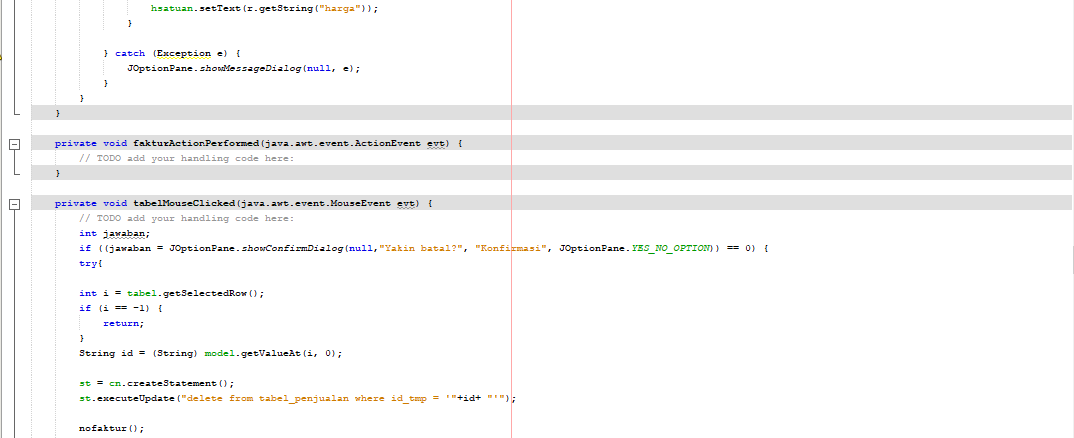 hsatuan.setText(r.getString("harga"));
}
} catch (Exception e) {
JOptionPane.showMessageDialog(null, e);
}
}
}
private void fakturActionPerformed(java.awt.event.ActionEvent evt) {
// TODO add your handling code here:
}
private void tabelMouseClicked(java.awt.event.MouseEvent evt) {
// TODO add your handling code here:
int jawaban;
if ((jawaban = JOptionPane.showConfirmDialog(null,"Yakin batal?", "Konfirmasi", JOptionPane.YES_NO_OPTION)) == 0) {
try{
int i = tabel.getSelectedRow();
if (i == -1) {
return;
}
String id = (String) model.getValueAt(i, 0);
st = cn.createStatement();
st.executeUpdate("delete from tabel_penjualan where id_tmp = '"+id+ "'");
nofaktur();